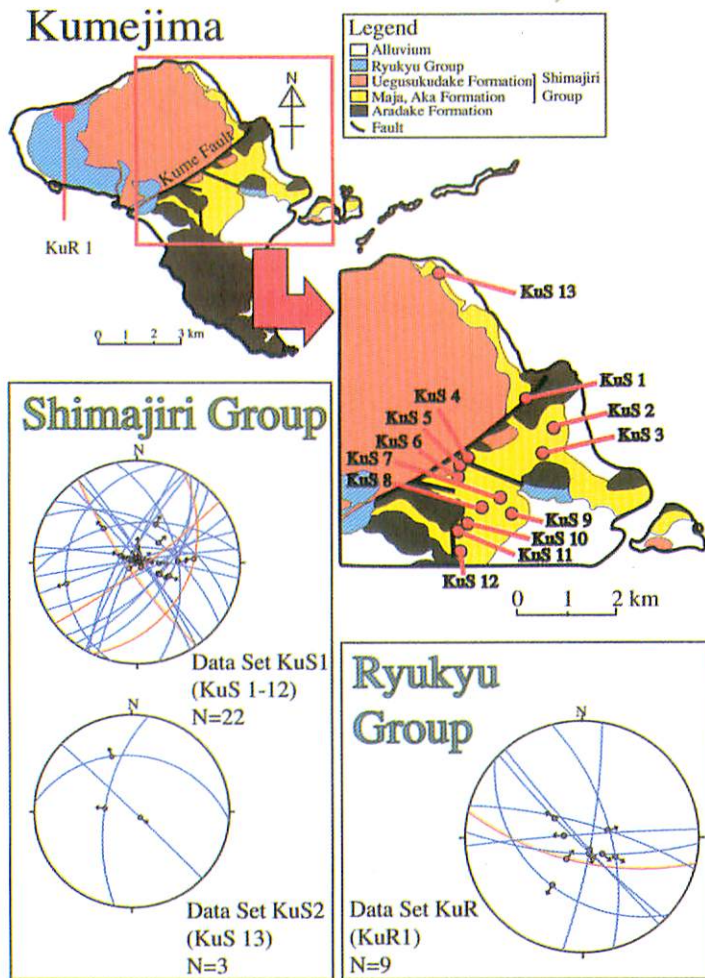 Kumejima
Legend
Alluvium
Ryukyu Group
Uegusukudake Formation
Maja, Aka Formation
Shimajiri
Group
Aradake Formation
Fault
N
Kume Fault
KuR 1
0 1 2 3 km
KuS 13
KuS 1
KuS 2
KuS 3
KuS 4
KuS 5
KuS 6
KuS 7
KuS 8
KuS 9
KuS 10
KuS 11
KuS 12
0 1 2 km
Shimajiri Group
N
Data Set KuS1
(KuS 1-12)
N=22
N
Data Set KuS2
(KuS 13)
N=3
Ryukyu
Group
N
Data Set KuR
(KuR1)
N=9